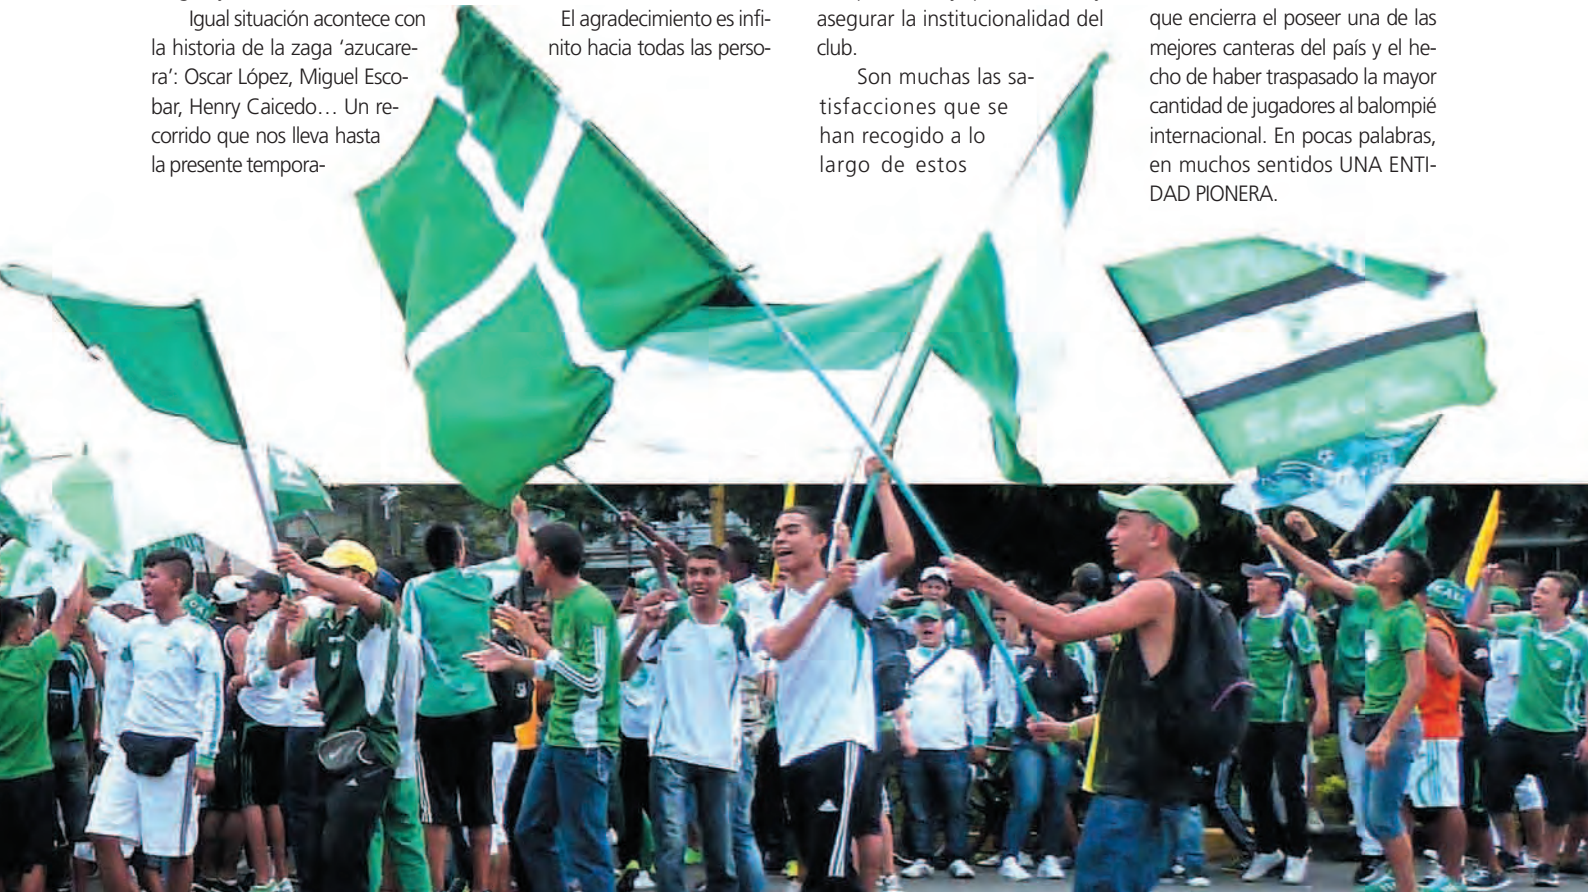 Igual situación acontece con
la historia de la zaga ‘azucare-
ra’: Oscar López, Miguel Esco-
bar, Henry Caicedo… Un re-
corrido que nos lleva hasta
la presente tempora-
El agradecimiento es infi-
nito hacia todas las perso-
asegurar la institucionalidad del
club.
Son muchas las sa-
tisfacciones que se
han recogido a lo
largo de estos
que encierra el poseer una de las
mejores canteras del país y el he-
cho de haber traspasado la mayor
cantidad de jugadores al balompié
internacional. En pocas palabras,
en muchos sentidos UNA ENTI-
DAD PIONERA.